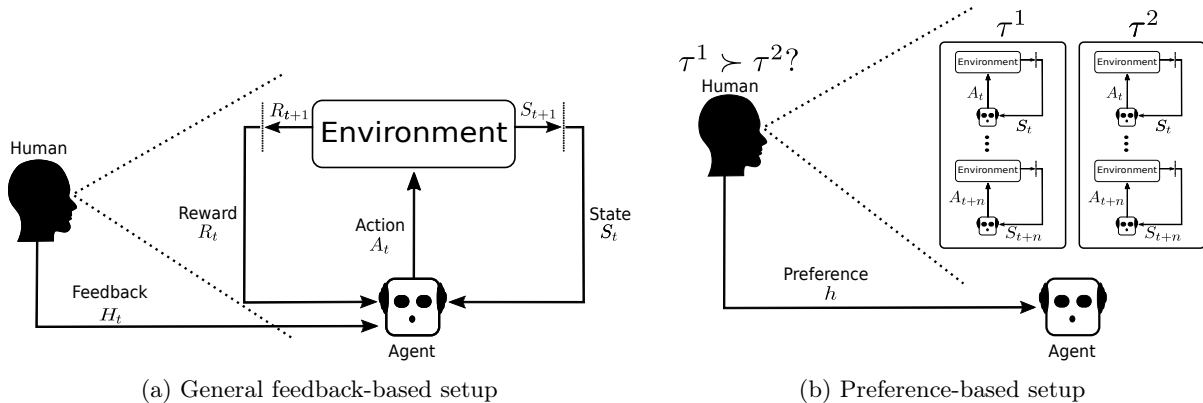 Human
R_{t+1}
S_{t+1}
Environment
Reward
R_t
Action
A_t
State
S_t
Feedback
H_t
Agent
(a) General feedback-based setup
τ^1 ≻ τ^2?
Human
τ^1
Environment
A_t
S_t
Environment
A_{t+n}
S_{t+n}
τ^2
Environment
A_t
S_t
Environment
A_{t+n}
S_{t+n}
Preference
h
Agent
(b) Preference-based setup